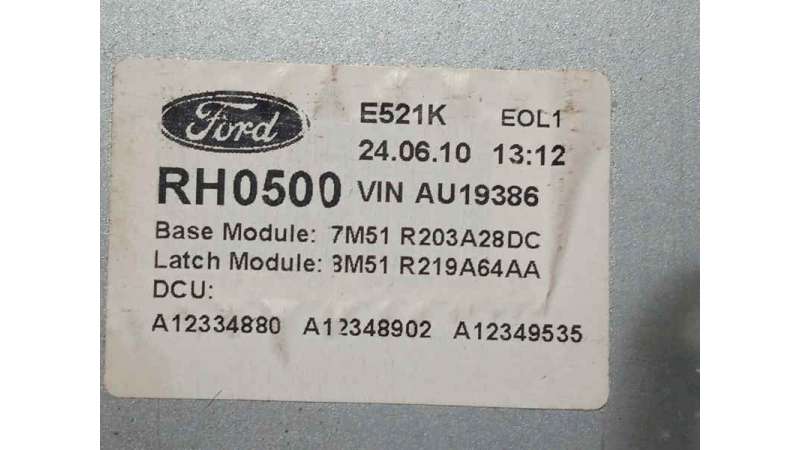 Ford
E521K EOL1
24.06.10 13:12
RH0500 VIN AU19386
Base Module: 7M51 R203A28DC
Latch Module: 8M51 R219A64AA
DCU:
A12334880 A12348902 A12349535